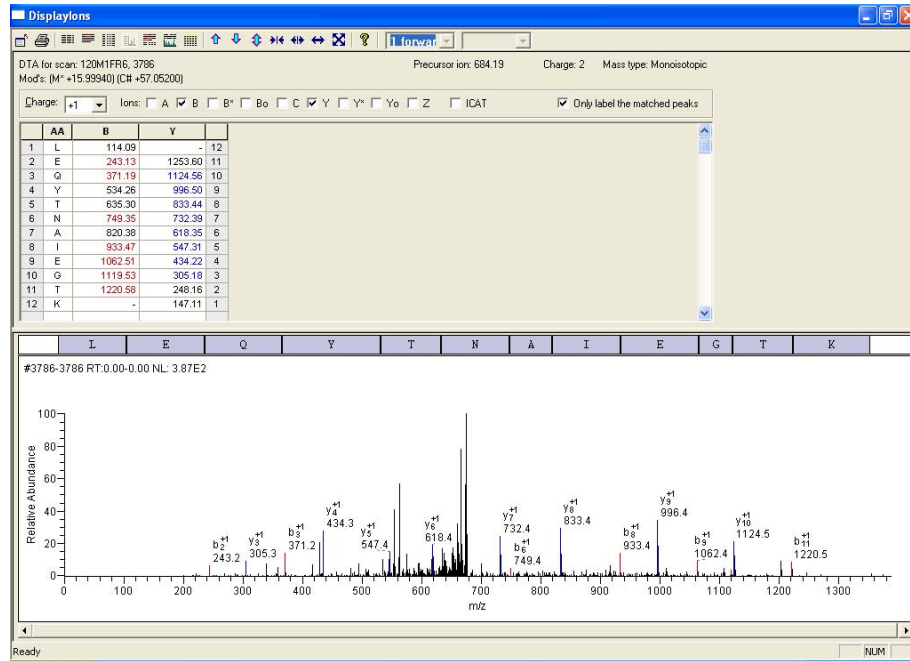 DisplayIons
1 forwar
DTA for scan: 120M1FR6, 3786 Precursor ion: 684.19 Charge: 2 Mass type: Monoisotopic
Mod's: (M* +15.99940) (C# +57.05200)
Charge: +1 Ions: A B B* Bo C Y Y* Yo Z ICAT Only label the matched peaks
AA B Y
1 L 114.09 - 12
2 E 243.13 1253.60 11
3 Q 371.19 1124.56 10
4 Y 534.26 996.50 9
5 T 635.30 833.44 8
6 N 749.35 732.39 7
7 A 820.38 618.35 6
8 I 933.47 547.31 5
9 E 1062.51 434.22 4
10 G 1119.53 305.18 3
11 T 1220.58 248.16 2
12 K - 147.11 1
L E Q Y T N A I E G T K
#3786-3786 RT:0.00-0.00 NL: 3.87E2
Relative Abundance
100
80
60
40
20
0
b2+1 243.2
y3+1 305.3
b3+1 371.2
y4+1 434.3
y5+1 547.4
y6+1 618.4
y7+1 732.4
b6+1 749.4
y8+1 833.4
b8+1 933.4
y9+1 996.4
b9+1 1062.4
y10+1 1124.5
b11+1 1220.5
0 100 200 300 400 500 600 700 800 900 1000 1100 1200 1300
m/z
Ready NUM